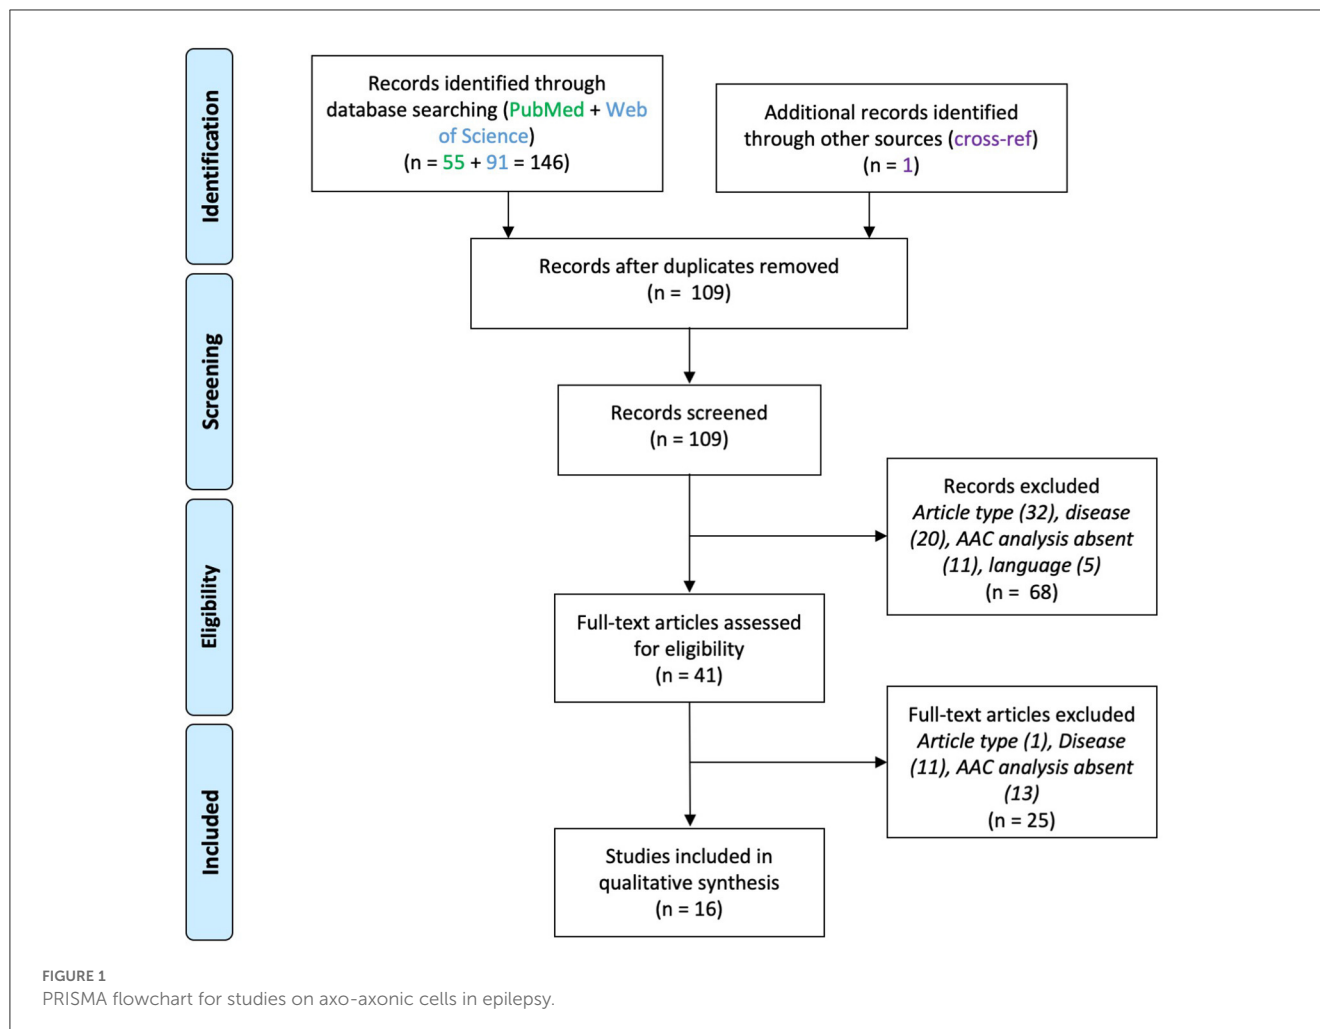 Identification
Records identified through
database searching (PubMed + Web
of Science)
(n = 55 + 91 = 146)
Additional records identified
through other sources (cross-ref)
(n = 1)
Records after duplicates removed
(n = 109)
Screening
Records screened
(n = 109)
Records excluded
Article type (32), disease
(20), AAC analysis absent
(11), language (5)
(n = 68)
Eligibility
Full-text articles assessed
for eligibility
(n = 41)
Full-text articles excluded
Article type (1), Disease
(11), AAC analysis absent
(13)
(n = 25)
Included
Studies included in
qualitative synthesis
(n = 16)
FIGURE 1
PRISMA flowchart for studies on axo-axonic cells in epilepsy.